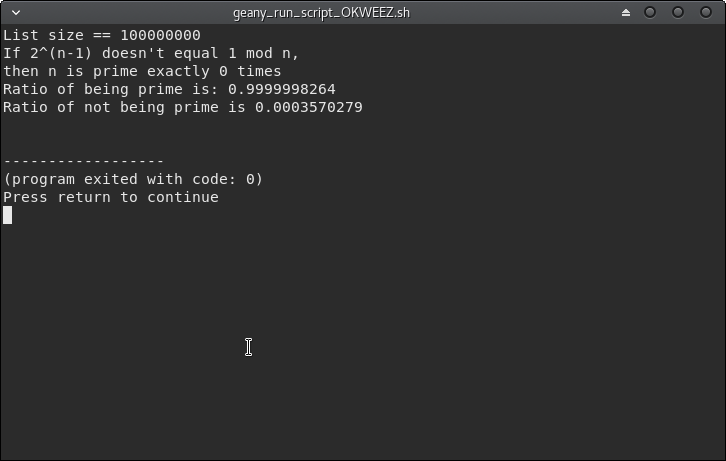 geany_run_script_OKWEEZ.sh
List size == 100000000
If 2^(n-1) doesn't equal 1 mod n,
then n is prime exactly 0 times
Ratio of being prime is: 0.9999998264
Ratio of not being prime is 0.0003570279
------------------
(program exited with code: 0)
Press return to continue